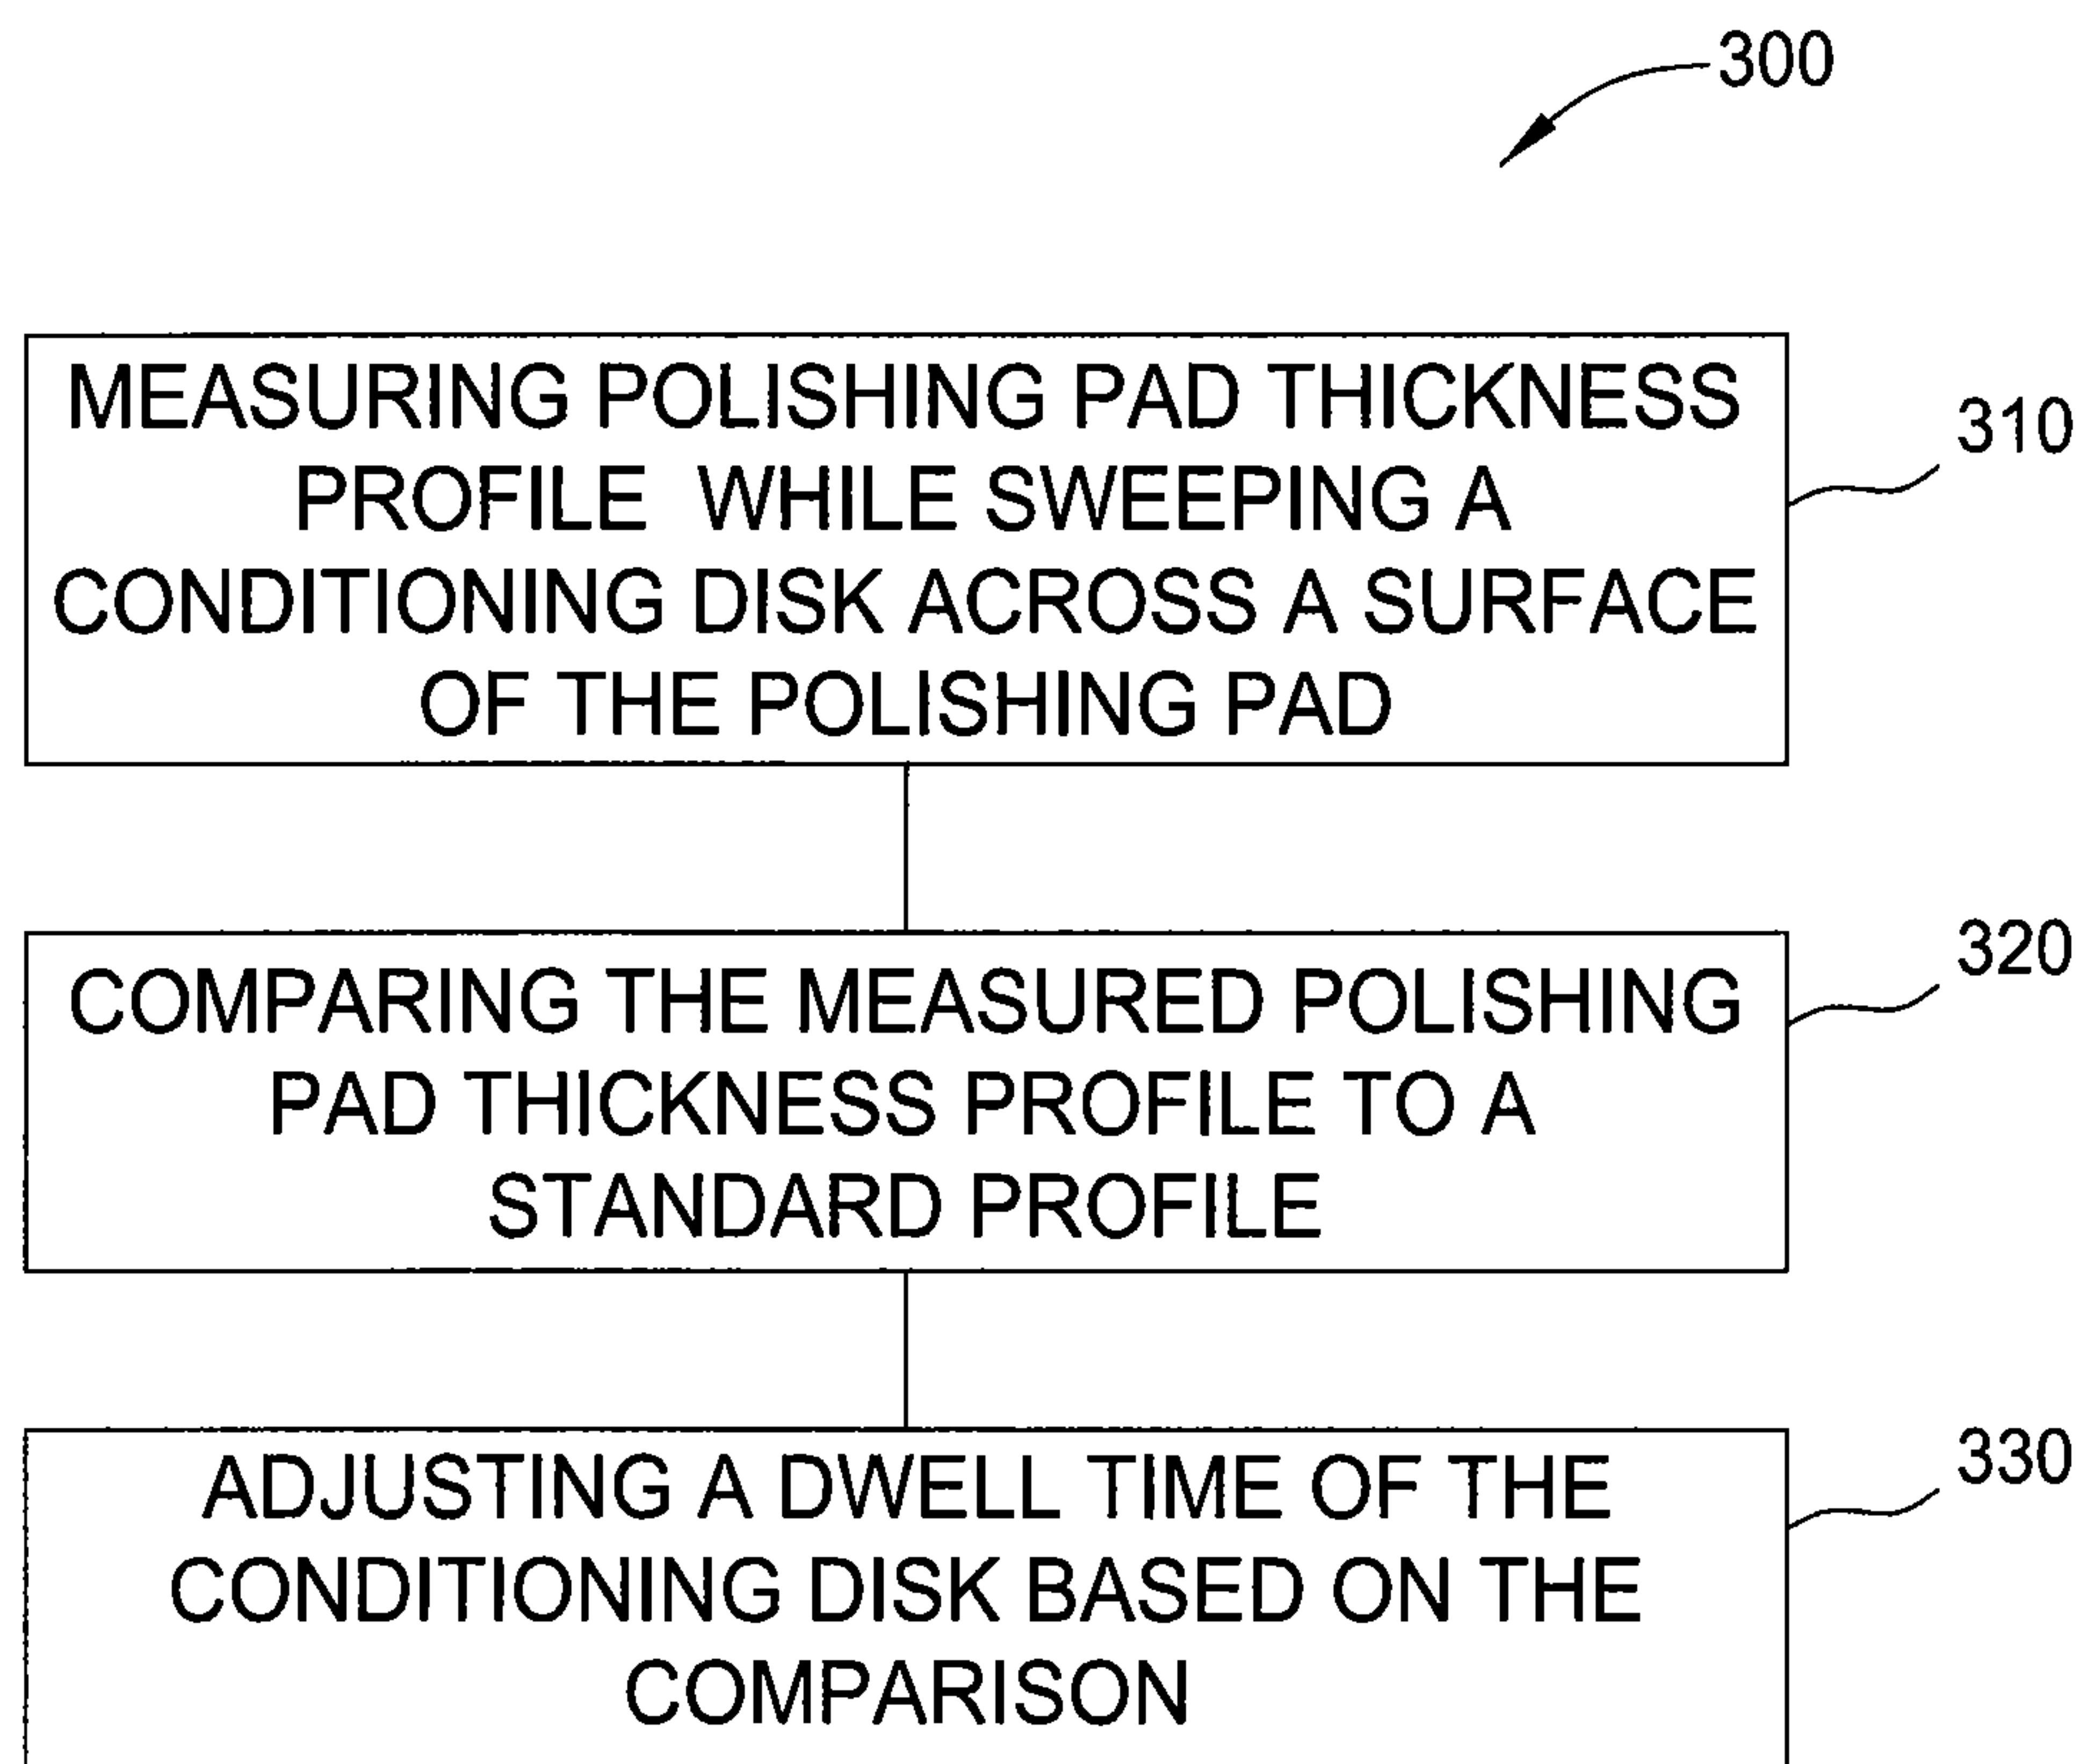 300
MEASURING POLISHING PAD THICKNESS
PROFILE WHILE SWEEPING A
CONDITIONING DISK ACROSS A SURFACE
OF THE POLISHING PAD
310
COMPARING THE MEASURED POLISHING
PAD THICKNESS PROFILE TO A
STANDARD PROFILE
320
ADJUSTING A DWELL TIME OF THE
CONDITIONING DISK BASED ON THE
COMPARISON
330